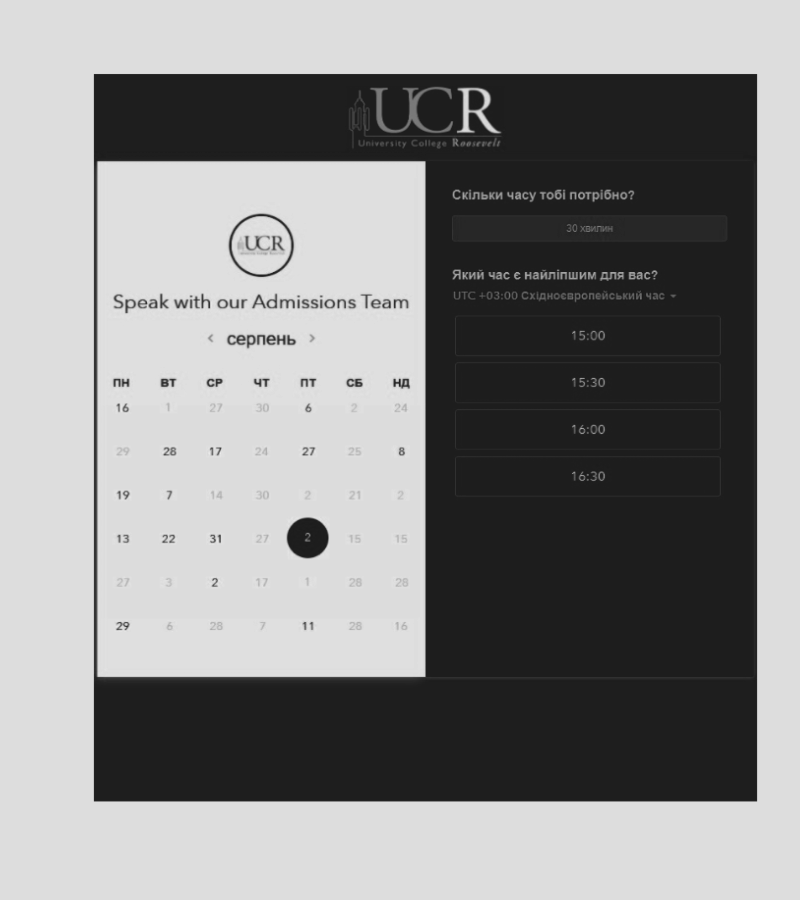 UCR
University College Roosevelt
UCR
Speak with our Admissions Team
< серпень >
ПН ВТ СР ЧТ ПТ СБ НД
16 1 27 30 6 2 24
29 28 17 24 27 25 8
19 7 14 30 2 21 2
13 22 31 27 2 15 15
27 3 2 17 1 28 28
29 6 28 7 11 28 16
Скільки часу тобі потрібно?
30 хвилин
Який час є найліпшим для вас?
UTC +03:00 Східноєвропейський час
15:00
15:30
16:00
16:30